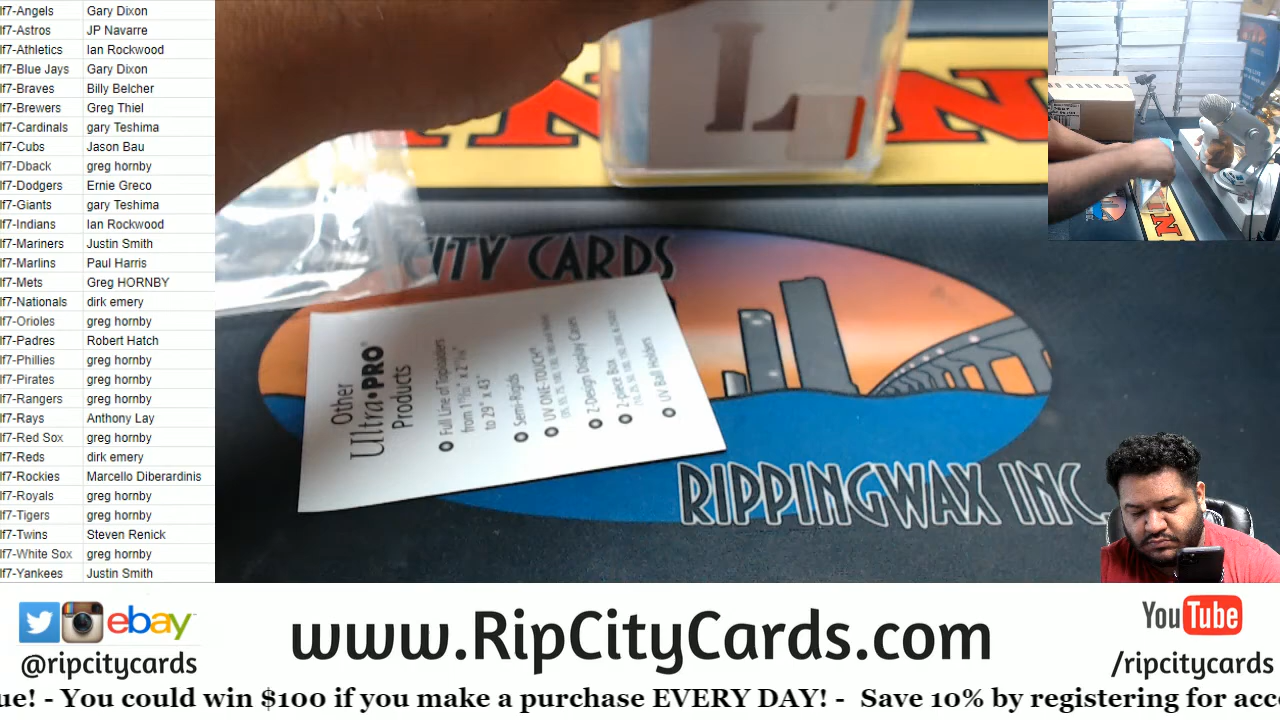 lf7-Angels Gary Dixon
lf7-Astros JP Navarre
lf7-Athletics Ian Rockwood
lf7-Blue Jays Gary Dixon
lf7-Braves Billy Belcher
lf7-Brewers Greg Thiel
lf7-Cardinals gary Teshima
lf7-Cubs Jason Bau
lf7-Dback greg hornby
lf7-Dodgers Ernie Greco
lf7-Giants gary Teshima
lf7-Indians Ian Rockwood
lf7-Mariners Justin Smith
lf7-Marlins Paul Harris
lf7-Mets Greg HORNBY
lf7-Nationals dirk emery
lf7-Orioles greg hornby
lf7-Padres Robert Hatch
lf7-Phillies greg hornby
lf7-Pirates greg hornby
lf7-Rangers greg hornby
lf7-Rays Anthony Lay
lf7-Red Sox greg hornby
lf7-Reds dirk emery
lf7-Rockies Marcello Diberardinis
lf7-Royals greg hornby
lf7-Tigers greg hornby
lf7-Twins Steven Renick
lf7-White Sox greg hornby
lf7-Yankees Justin Smith
L
CITY CARDS
Other
Ultra•PRO®
Products
Full Line of Toploaders
to 29" x 43"
Semi-Rigids
UV ONE-TOUCH®
Z-Design Display Cases
2-piece Box
UV Ball Holders
RIPPINGWAX INC.
ebay
@ripcitycards
www.RipCityCards.com
YouTube
/ripcitycards
ue! - You could win $100 if you make a purchase EVERY DAY! - Save 10% by registering for acc